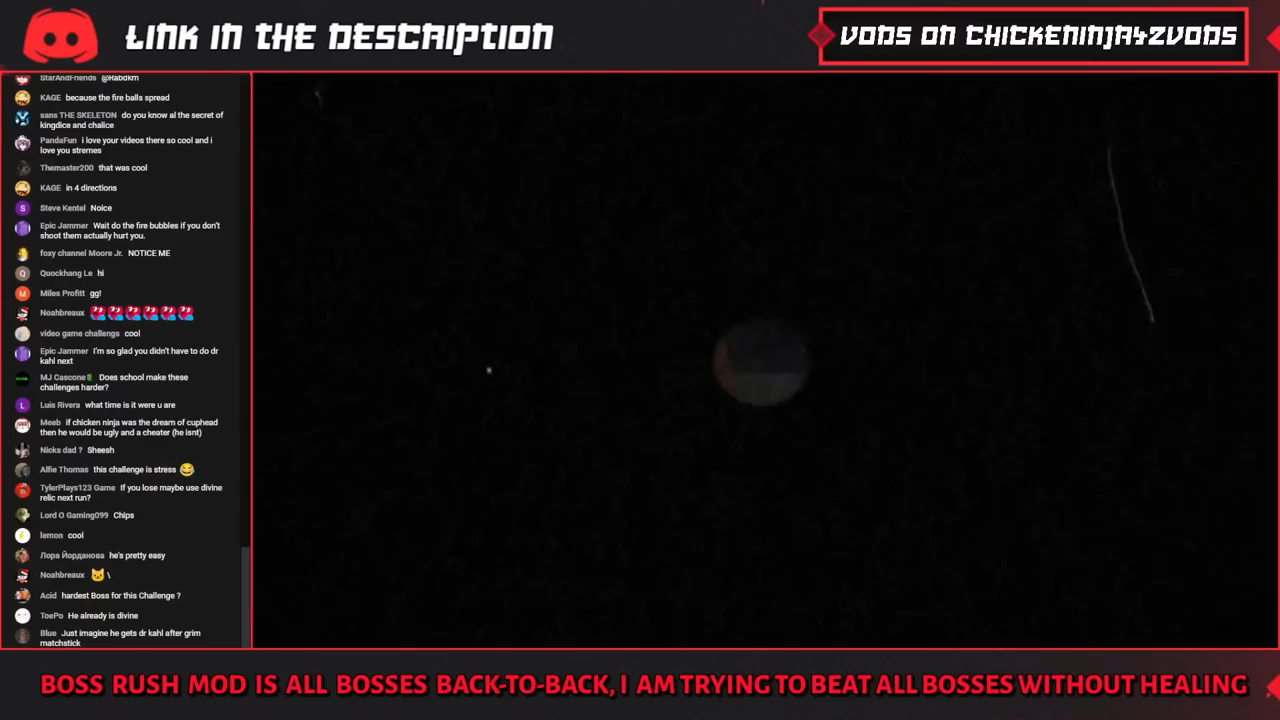 LINK IN THE DESCRIPTION
VODS ON CHICKENINJA42VODS
StarAndFriends @Rabdkm
KAGE because the fire balls spread
sans THE SKELETON do you know al the secret of
kingdice and chalice
PandaFun i love your videos there so cool and i
love you stremes
Themaster200 that was cool
KAGE in 4 directions
Steve Kental Noice
Epic Jammer Wait do the fire bubbles if you don't
shoot them actually hurt you.
foxy channel Moore Jr. NOTICE ME
Quockhang Le hi
Miles Profitt gg!
Noahbreaux
video game challengs cool
Epic Jammer I'm so glad you didn't have to do dr
kahl next
MJ Cascone Does school make these
challenges harder?
Luis Rivera what time is it were u are
Meeb if chicken ninja was the dream of cuphead
then he would be ugly and a cheater (he isnt)
Nicks dad ? Sheesh
Alfie Thomas this challenge is stress 😂
TylerPlays123 Game If you lose maybe use divine
relic next run?
Lord O Gaming099 Chips
lemon cool
Лора Йорданова he's pretty easy
Noahbreaux 🐱 \
Acid hardest Boss for this Challenge ?
ToePo He already is divine
Blue Just imagine he gets dr kahl after grim
matchstick
BOSS RUSH MOD IS ALL BOSSES BACK-TO-BACK, I AM TRYING TO BEAT ALL BOSSES WITHOUT HEALING